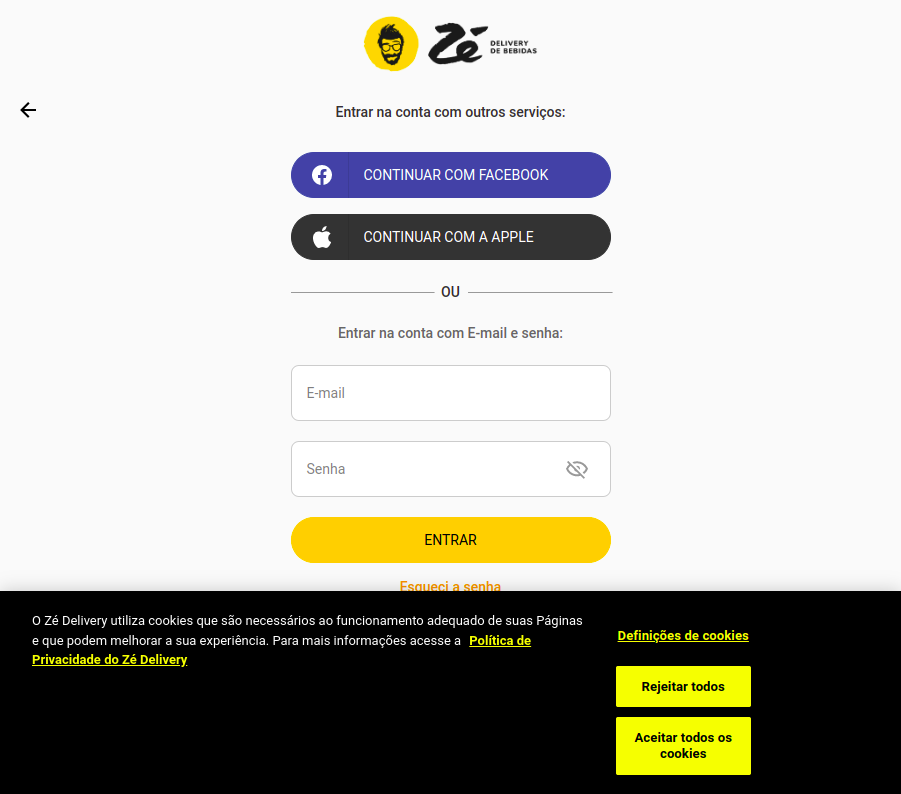 Zé DELIVERY
DE BEBIDAS
Entrar na conta com outros serviços:
CONTINUAR COM FACEBOOK
CONTINUAR COM A APPLE
OU
Entrar na conta com E-mail e senha:
E-mail
Senha
ENTRAR
Esqueci a senha
O Zé Delivery utiliza cookies que são necessários ao funcionamento adequado de suas Páginas
e que podem melhorar a sua experiência. Para mais informações acesse a Política de
Privacidade do Zé Delivery
Definições de cookies
Rejeitar todos
Aceitar todos os
cookies